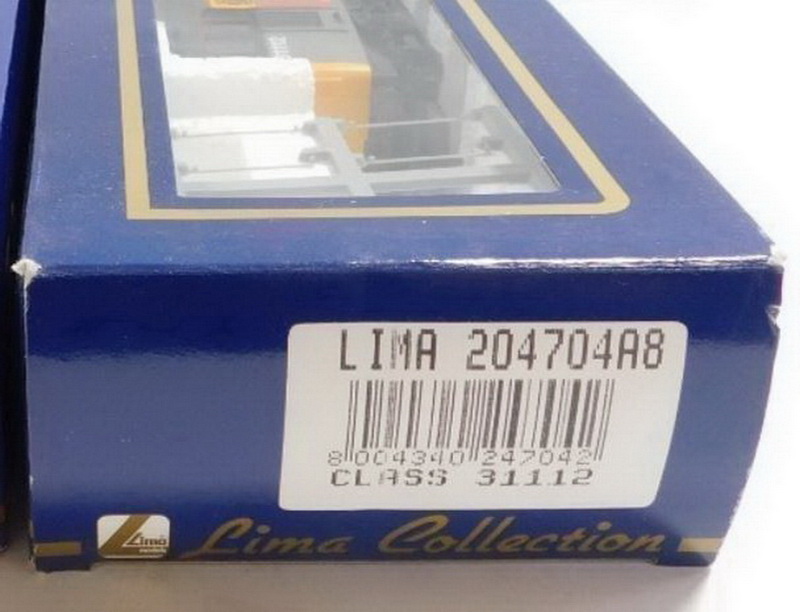 LIMA 204704A8
8 004340 247042
CLASS 31112
Lima
Lima Collection